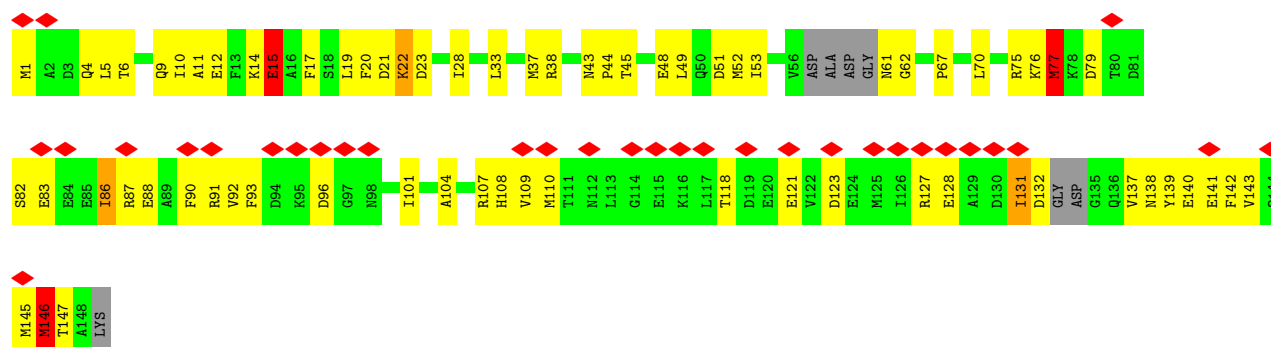 M1 A2 D3 Q4 L5 T6 Q9 I10 A11 E12 F13 K14 E15 A16 F17 S18 L19 F20 D21 K22 D23 I28 L33 M37 R38 N43 P44 T45 E48 L49 Q50 D51 M52 I53 V56 ASP ALA ASP GLY N61 G62 P67 L70 R75 K76 M77 K78 D79 T80 D81
S82 E83 E84 E85 I86 R87 E88 A89 F90 R91 V92 F93 D94 K95 D96 G97 N98 I101 A104 R107 H108 V109 M110 T111 N112 L113 G114 E115 K116 L117 T118 D119 E120 E121 V122 D123 E124 M125 I126 R127 E128 A129 D130 I131 D132 GLY ASP G135 Q136 V137 N138 Y139 E140 E141 F142 V143
M145 M146 T147 A148 LYS